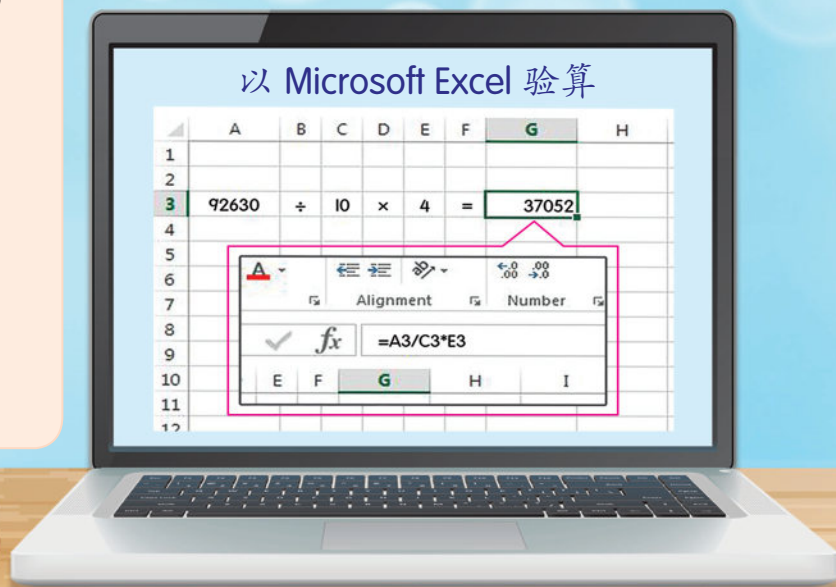 以 Microsoft Excel 验算
A B C D E F G H
1
2
3 92630 ÷ 10 × 4 = 37052
4
5
6 A
7 Alignment Number
8
9 fx =A3/C3*E3
10 E F G H I
11
12